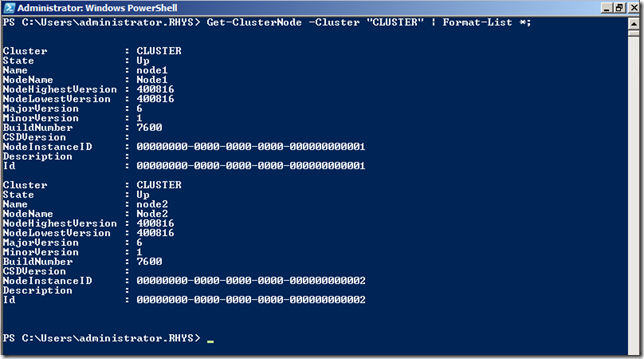 Administrator: Windows PowerShell
PS C:\Users\administrator.RHYS> Get-ClusterNode -Cluster "CLUSTER" | Format-List *;
Cluster : CLUSTER
State : Up
Name : node1
NodeName : Node1
NodeHighestVersion : 400816
NodeLowestVersion : 400816
MajorVersion : 6
MinorVersion : 1
BuildNumber : 7600
CSDVersion :
NodeInstanceID : 00000000-0000-0000-0000-000000000001
Description :
Id : 00000000-0000-0000-0000-000000000001
Cluster : CLUSTER
State : Up
Name : node2
NodeName : Node2
NodeHighestVersion : 400816
NodeLowestVersion : 400816
MajorVersion : 6
MinorVersion : 1
BuildNumber : 7600
CSDVersion :
NodeInstanceID : 00000000-0000-0000-0000-000000000002
Description :
Id : 00000000-0000-0000-0000-000000000002
PS C:\Users\administrator.RHYS> _